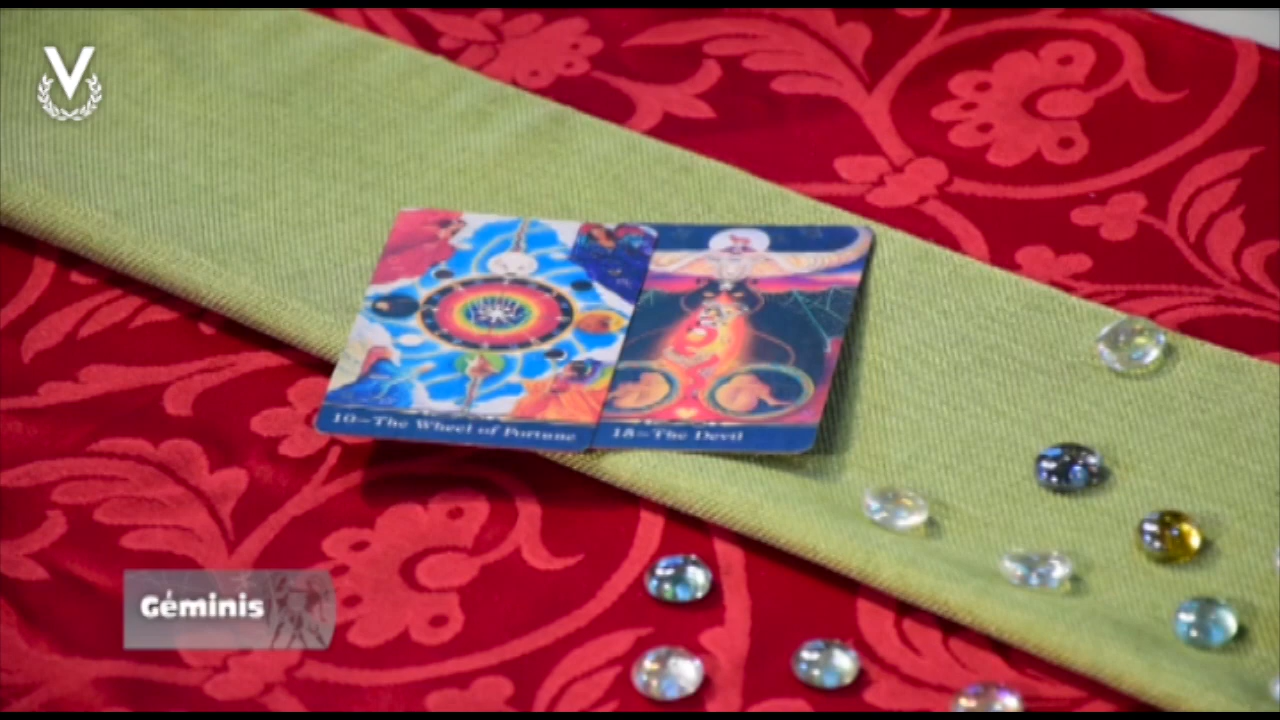 V
10–The Wheel of Fortune
15–The Devil
Géminis